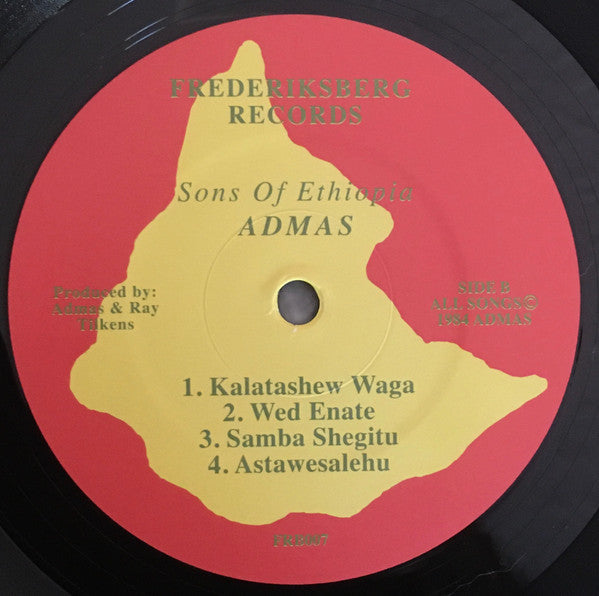 FREDERIKSBERG
RECORDS
Sons Of Ethiopia
ADMAS
Produced by:
Admas & Ray
Tilkens
SIDE B
ALL SONGS©
1984 ADMAS
1. Kalatashew Waga
2. Wed Enate
3. Samba Shegitu
4. Astawesalehu
FRB007